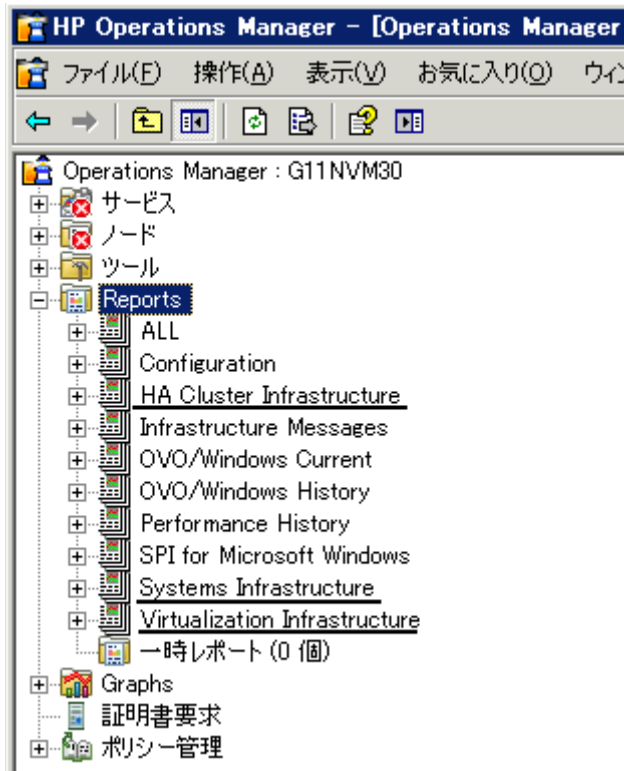 HP Operations Manager - [Operations Manager
ファイル(F) 操作(A) 表示(V) お気に入り(O)
Operations Manager : G11NVM30
サービス
ノード
ツール
Reports
ALL
Configuration
HA Cluster Infrastructure
Infrastructure Messages
OVO/Windows Current
OVO/Windows History
Performance History
SPI for Microsoft Windows
Systems Infrastructure
Virtualization Infrastructure
一時レポート (0 個)
Graphs
証明書要求
ポリシー管理